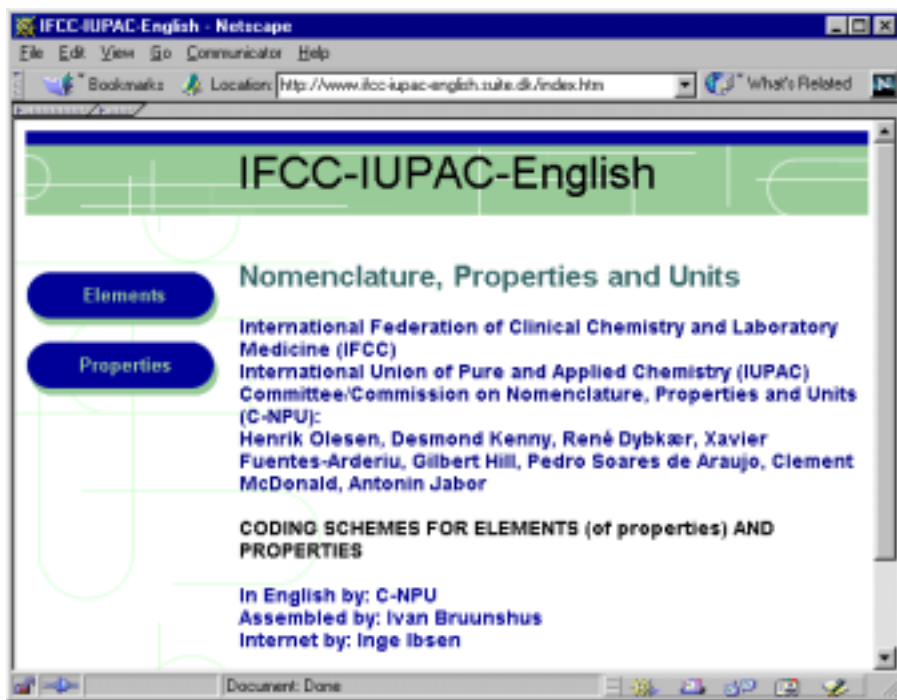 IFCC-IUPAC-English - Netscape
File Edit View Go Communicator Help
Bookmarks Location: http://www.ifcc-iupac-english.suite.dk/index.htm What's Related
IFCC-IUPAC-English
Elements
Properties
Nomenclature, Properties and Units
International Federation of Clinical Chemistry and Laboratory
Medicine (IFCC)
International Union of Pure and Applied Chemistry (IUPAC)
Committee/Commission on Nomenclature, Properties and Units
(C-NPU):
Henrik Olesen, Desmond Kenny, René Dybkær, Xavier
Fuentes-Arderiu, Gilbert Hill, Pedro Soares de Araujo, Clement
McDonald, Antonin Jabor
CODING SCHEMES FOR ELEMENTS (of properties) AND
PROPERTIES
In English by: C-NPU
Assembled by: Ivan Bruunshus
Internet by: Inge Ibsen
Document: Done